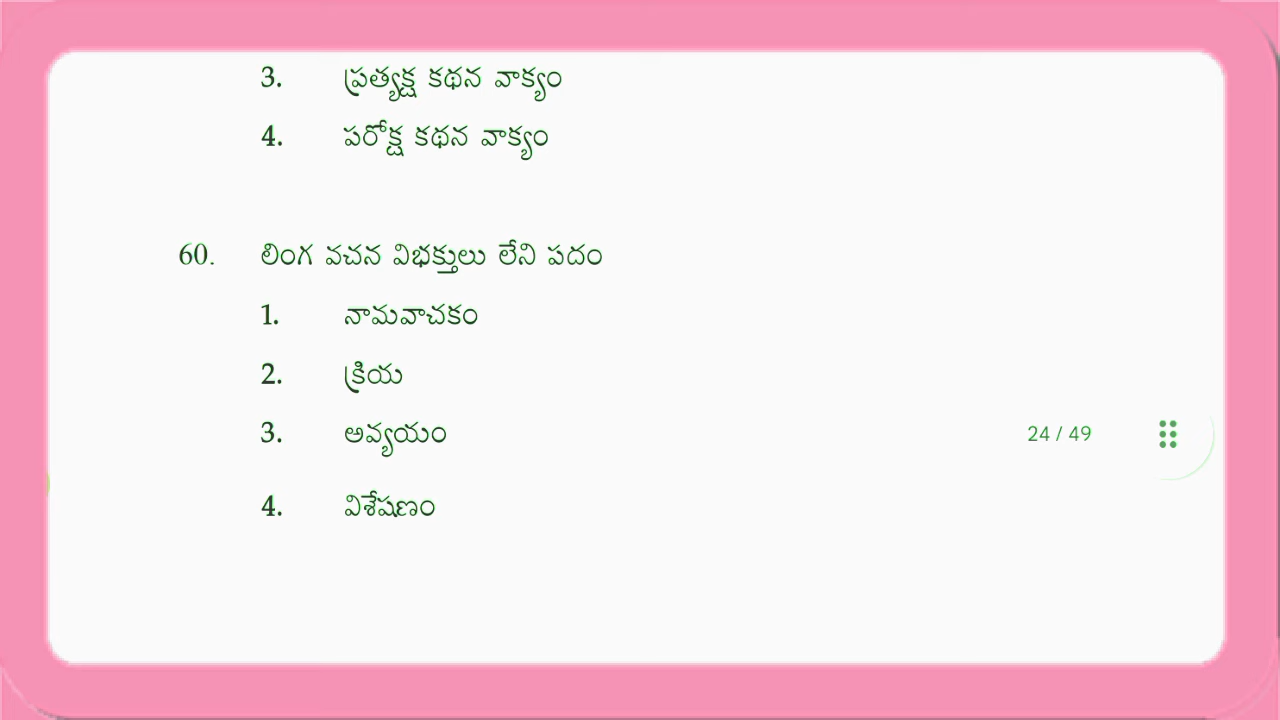 3. ప్రత్యక్ష కథన వాక్యం
4. పరోక్ష కథన వాక్యం
60. లింగ వచన విభక్తులు లేని పదం
1. నామవాచకం
2. క్రియ
3. అవ్యయం
24 / 49
4. విశేషణం